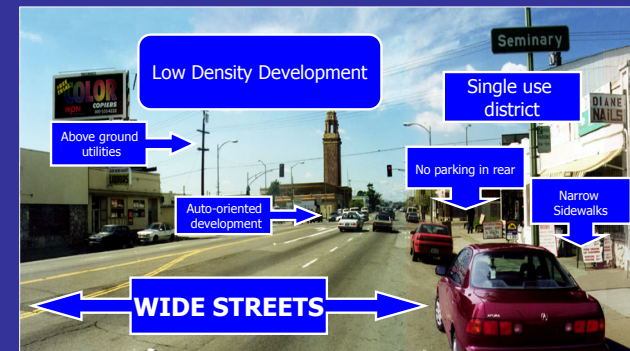 Seminary
Low Density Development
Single use
district
COLOR
COPIERS
DIANE
NAILS
Above ground
utilities
No parking in rear
Narrow
Sidewalks
Auto-oriented
development
WIDE STREETS